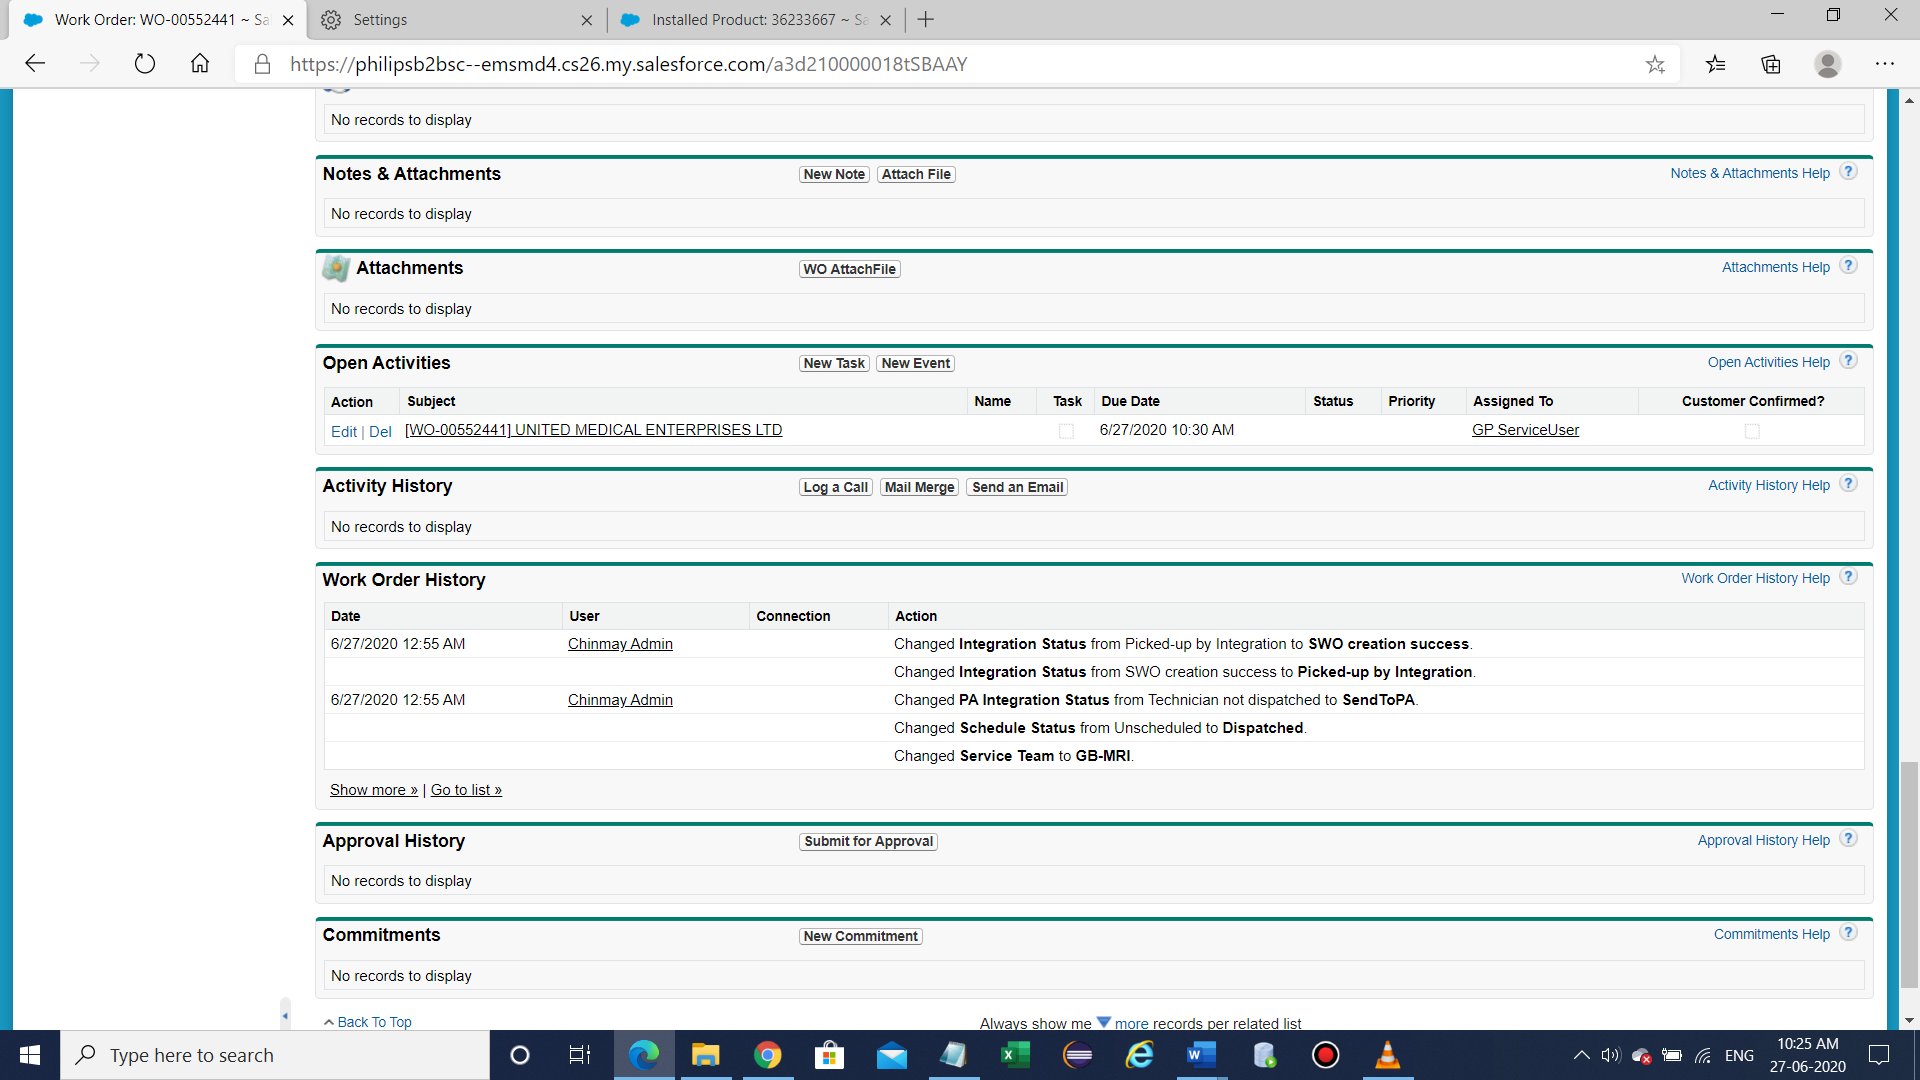 Work Order: WO-00552441 ~ Sa
Settings
Installed Product: 36233667 ~ Sa
https://philipsb2bsc--emsmd4.cs26.my.salesforce.com/a3d210000018tSBAAY
No records to display
Notes & Attachments
New Note
Attach File
Notes & Attachments Help ?
No records to display
Attachments
WO AttachFile
Attachments Help ?
No records to display
Open Activities
New Task
New Event
Open Activities Help ?
Action Subject Name Task Due Date Status Priority Assigned To Customer Confirmed?
Edit | Del [WO-00552441] UNITED MEDICAL ENTERPRISES LTD 6/27/2020 10:30 AM GP ServiceUser
Activity History
Log a Call
Mail Merge
Send an Email
Activity History Help ?
No records to display
Work Order History
Work Order History Help ?
Date User Connection Action
6/27/2020 12:55 AM Chinmay Admin Changed Integration Status from Picked-up by Integration to SWO creation success.
Changed Integration Status from SWO creation success to Picked-up by Integration.
6/27/2020 12:55 AM Chinmay Admin Changed PA Integration Status from Technician not dispatched to SendToPA.
Changed Schedule Status from Unscheduled to Dispatched.
Changed Service Team to GB-MRI.
Show more » | Go to list »
Approval History
Submit for Approval
Approval History Help ?
No records to display
Commitments
New Commitment
Commitments Help ?
No records to display
Back To Top
Always show me more records per related list
Type here to search
ENG
10:25 AM
27-06-2020